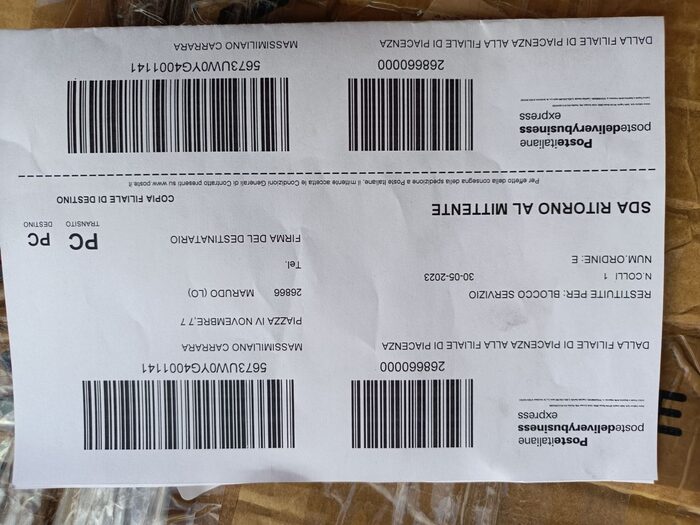 Posteitaliane
postedeliverybusiness
express
268660000
5673UW0YG4001141
DALLA FILIALE DI PIACENZA ALLA FILIALE DI PIACENZA
MASSIMILIANO CARRARA
PIAZZA IV NOVEMBRE,7 7
RESTITUITE PER: BLOCCO SERVIZIO
26866 MARUDO (LO)
N.COLLI 1 30-05-2023
Tel.
NUM.ORDINE: E
FIRMA DEL DESTINATARIO
PC PC
TRANSITO DESTINO
SDA RITORNO AL MITTENTE
COPIA FILIALE DI DESTINO
Per effetto della consegna della spedizione a Poste Italiane, il mittente accetta le Condizioni Generali di Contratto presenti su www.poste.it
Posteitaliane
postedeliverybusiness
express
268660000
5673UW0YG4001141
DALLA FILIALE DI PIACENZA ALLA FILIALE DI PIACENZA
MASSIMILIANO CARRARA